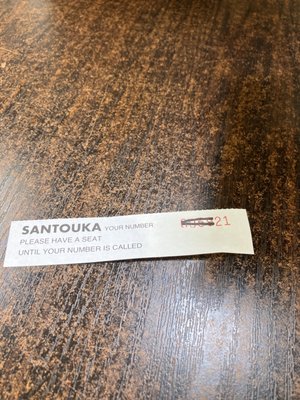 SANTOUKA YOUR NUMBER 21
PLEASE HAVE A SEAT
UNTIL YOUR NUMBER IS CALLED